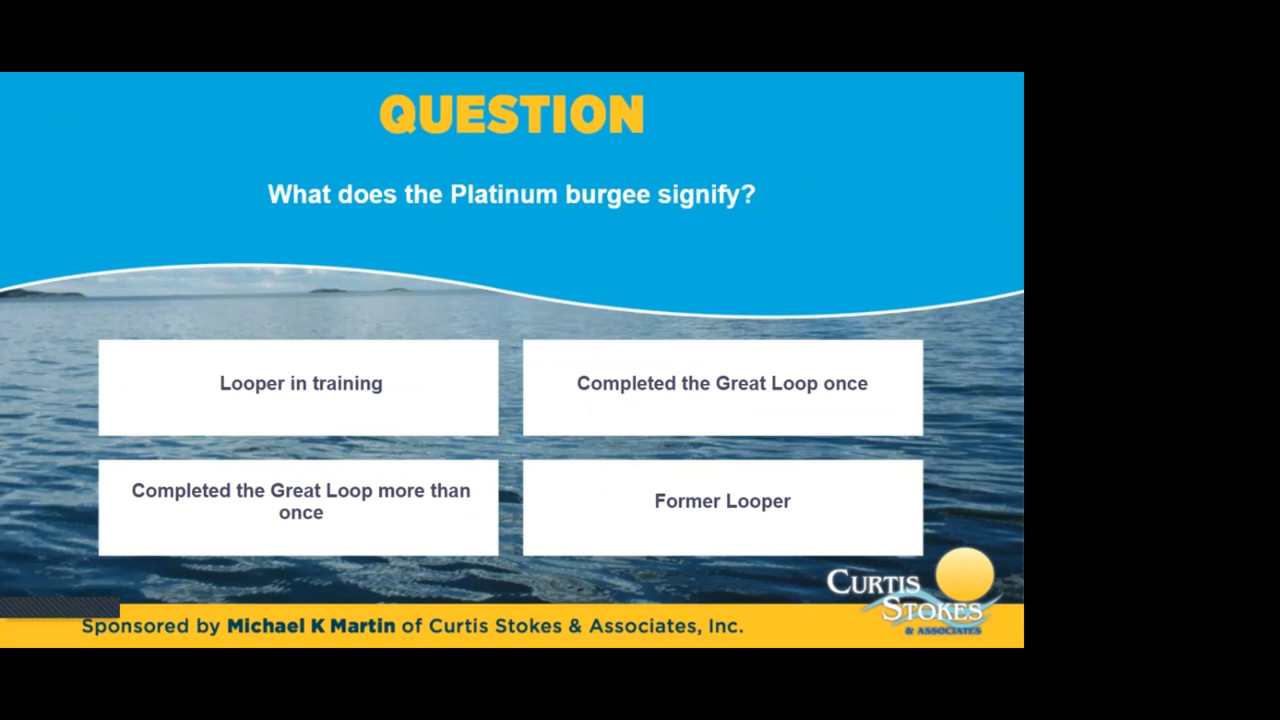 QUESTION
What does the Platinum burgee signify?
Looper in training
Completed the Great Loop once
Completed the Great Loop more than
once
Former Looper
CURTIS
STOKES
& ASSOCIATES
Sponsored by Michael K Martin of Curtis Stokes & Associates, Inc.